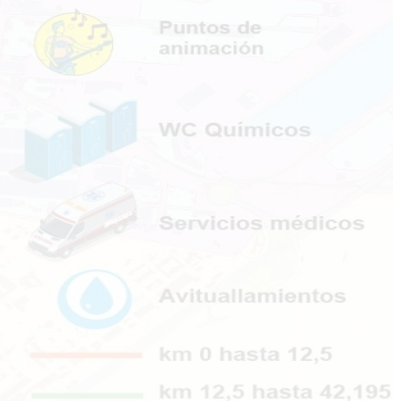 Puntos de
animación
WC Químicos
Servicios médicos
Avituallamientos
km 0 hasta 12,5
km 12,5 hasta 42,195